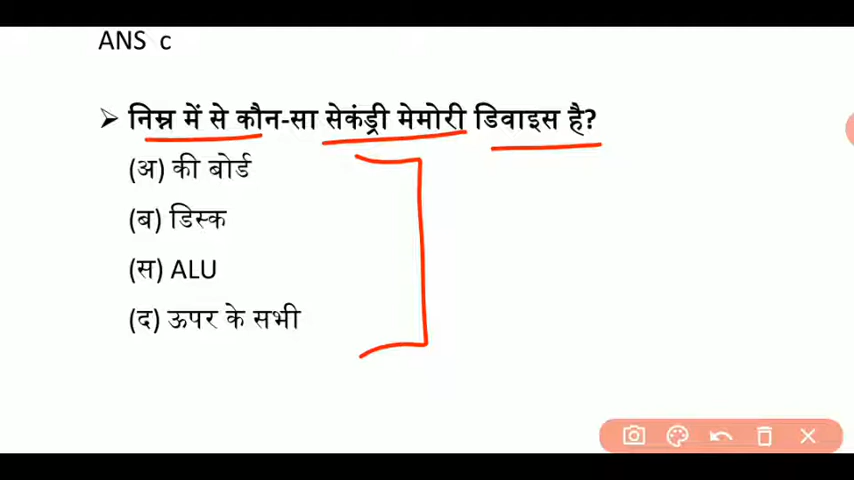 ANS c
➢ निम्न में से कौन-सा सेकंड्री मेमोरी डिवाइस है?
(अ) की बोर्ड
(ब) डिस्क
(स) ALU
(द) ऊपर के सभी